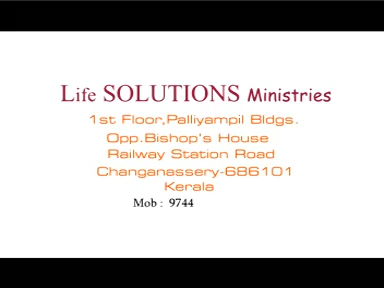 Life SOLUTIONS Ministries
1st Floor,Palliyampil Bldgs.
Opp.Bishop's House
Railway Station Road
Changanassery-686101
Kerala
Mob : 9744